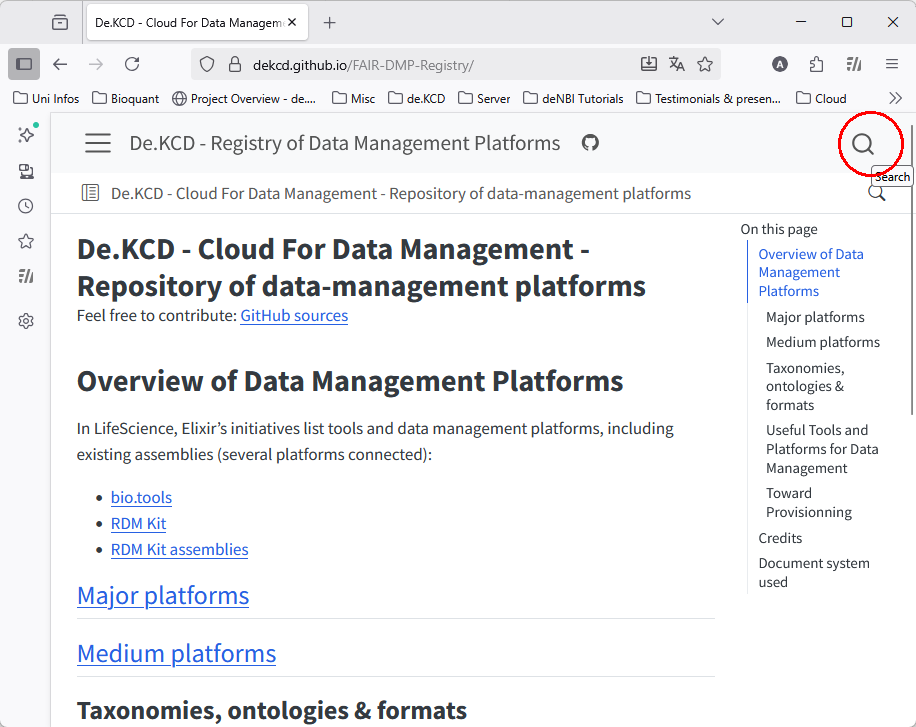 De.KCD - Cloud For Data Managem
dekcd.github.io/FAIR-DMP-Registry/
Uni Infos
Bioquant
Project Overview - de....
Misc
de.KCD
Server
deNBI Tutorials
Testimonials & presen...
Cloud
De.KCD - Registry of Data Management Platforms
Search
De.KCD - Cloud For Data Management - Repository of data-management platforms
De.KCD - Cloud For Data Management -
Repository of data-management platforms
Feel free to contribute: GitHub sources
Overview of Data Management Platforms
In LifeScience, Elixir’s initiatives list tools and data management platforms, including
existing assemblies (several platforms connected):
bio.tools
RDM Kit
RDM Kit assemblies
Major platforms
Medium platforms
Taxonomies, ontologies & formats
On this page
Overview of Data
Management
Platforms
Major platforms
Medium platforms
Taxonomies,
ontologies &
formats
Useful Tools and
Platforms for Data
Management
Toward
Provisionning
Credits
Document system
used